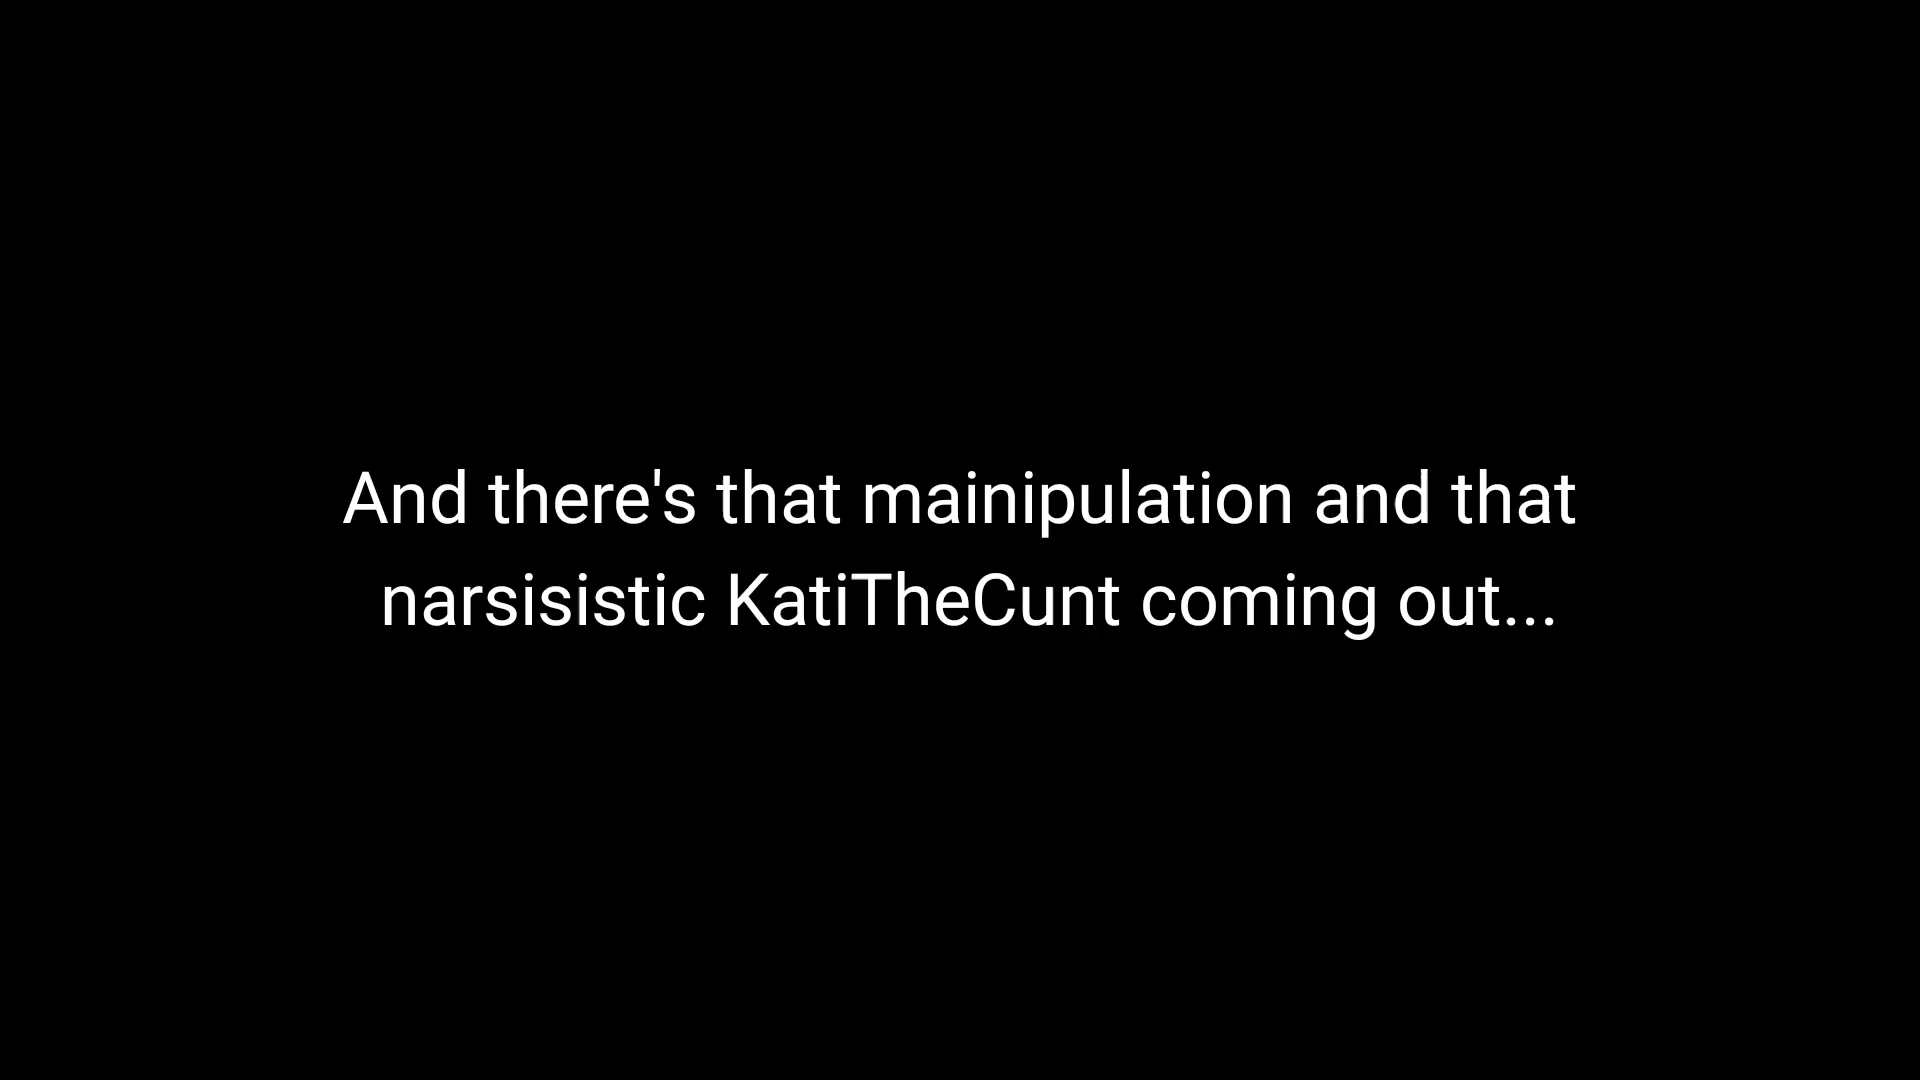 And there's that mainipulation and that
narsisistic KatiTheCunt coming out...